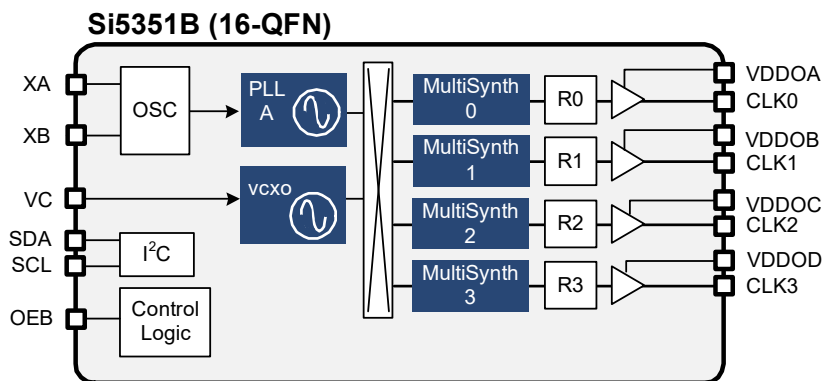 Si5351B (16-QFN)
XA
XB
VC
SDA
SCL
OEB
OSC
I²C
Control
Logic
PLL
A
vcxo
MultiSynth
0
MultiSynth
1
MultiSynth
2
MultiSynth
3
R0
R1
R2
R3
VDDOA
CLK0
VDDOB
CLK1
VDDOC
CLK2
VDDOD
CLK3